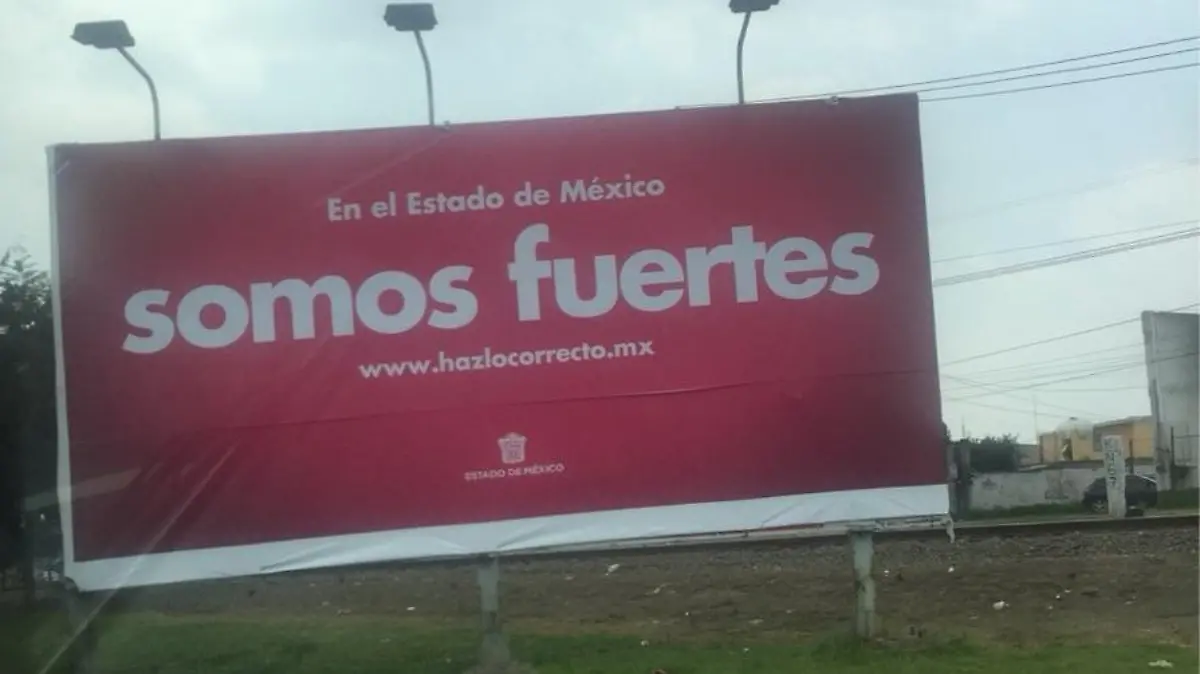 En el Estado de México
somos fuertes
www.hazlocorrecto.mx
ESTADO DE MÉXICO